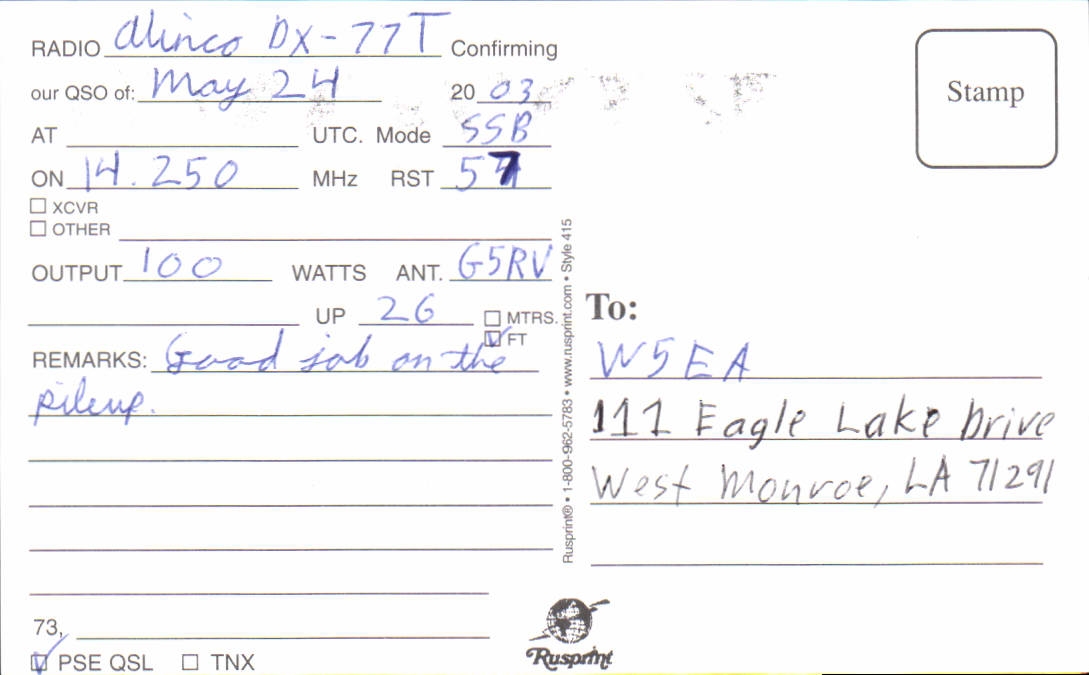 RADIO Alinco DX-77T Confirming
our QSO of: May 24 20 03
AT UTC. Mode SSB
ON 14.250 MHz RST 57
XCVR
OTHER
OUTPUT 100 WATTS ANT. G5RV
UP 26 MTRS.
FT
REMARKS: Good job on the
pileup.
73,
PSE QSL TNX
Rusprint® • 1-800-962-5783 • www.rusprint.com • Style 415
Stamp
To:
W5EA
111 Eagle Lake Drive
West Monroe, LA 71291
Rusprint